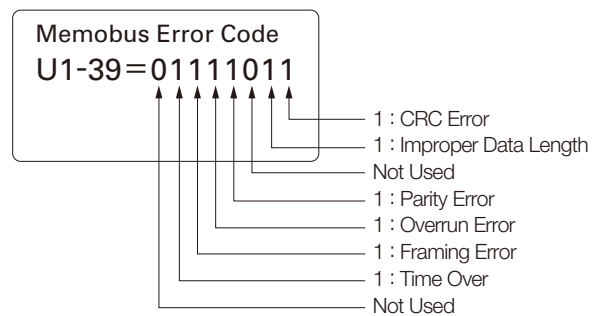 Memobus Error Code
U1-39=01111011
1 : CRC Error
1 : Improper Data Length
Not Used
1 : Parity Error
1 : Overrun Error
1 : Framing Error
1 : Time Over
Not Used